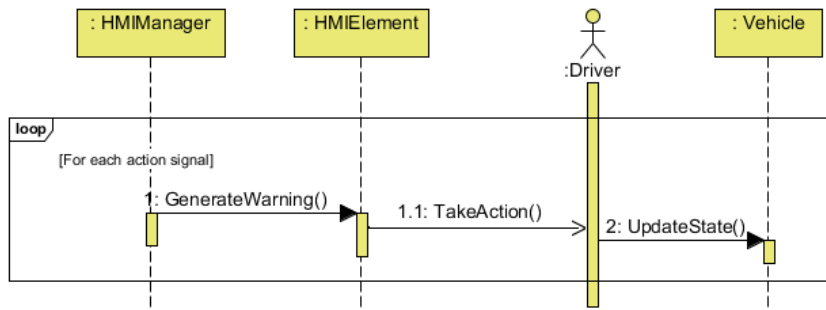 : HMIManager
: HMIElement
:Driver
: Vehicle
loop
[For each action signal]
1: GenerateWarning()
1.1: TakeAction()
2: UpdateState()